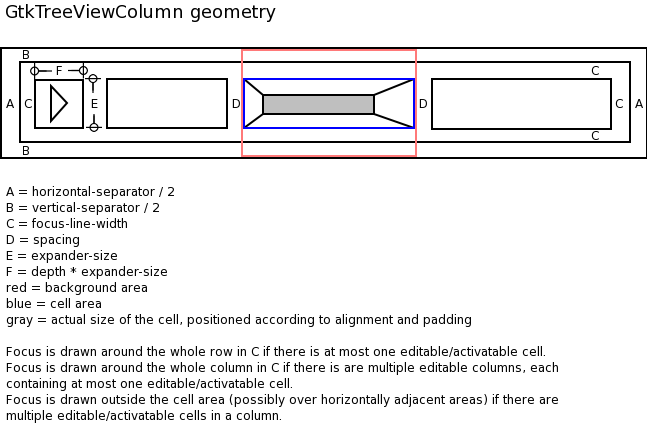 GtkTreeViewColumn geometry
B
F
C
A C E D D C A
C
B
A = horizontal-separator / 2
B = vertical-separator / 2
C = focus-line-width
D = spacing
E = expander-size
F = depth * expander-size
red = background area
blue = cell area
gray = actual size of the cell, positioned according to alignment and padding
Focus is drawn around the whole row in C if there is at most one editable/activatable cell.
Focus is drawn around the whole column in C if there is are multiple editable columns, each
containing at most one editable/activatable cell.
Focus is drawn outside the cell area (possibly over horizontally adjacent areas) if there are
multiple editable/activatable cells in a column.